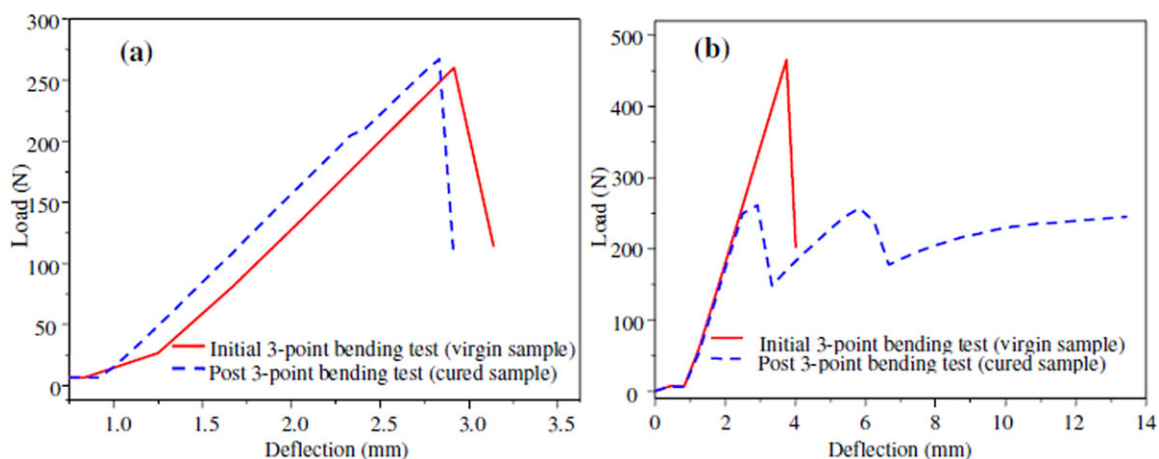 (a)
300
250
200
150
100
50
0
Load (N)
Initial 3-point bending test (virgin sample)
Post 3-point bending test (cured sample)
1.0 1.5 2.0 2.5 3.0 3.5
Deflection (mm)
(b)
500
400
300
200
100
0
Load (N)
Initial 3-point bending test (virgin sample)
Post 3-point bending test (cured sample)
0 2 4 6 8 10 12 14
Deflection (mm)